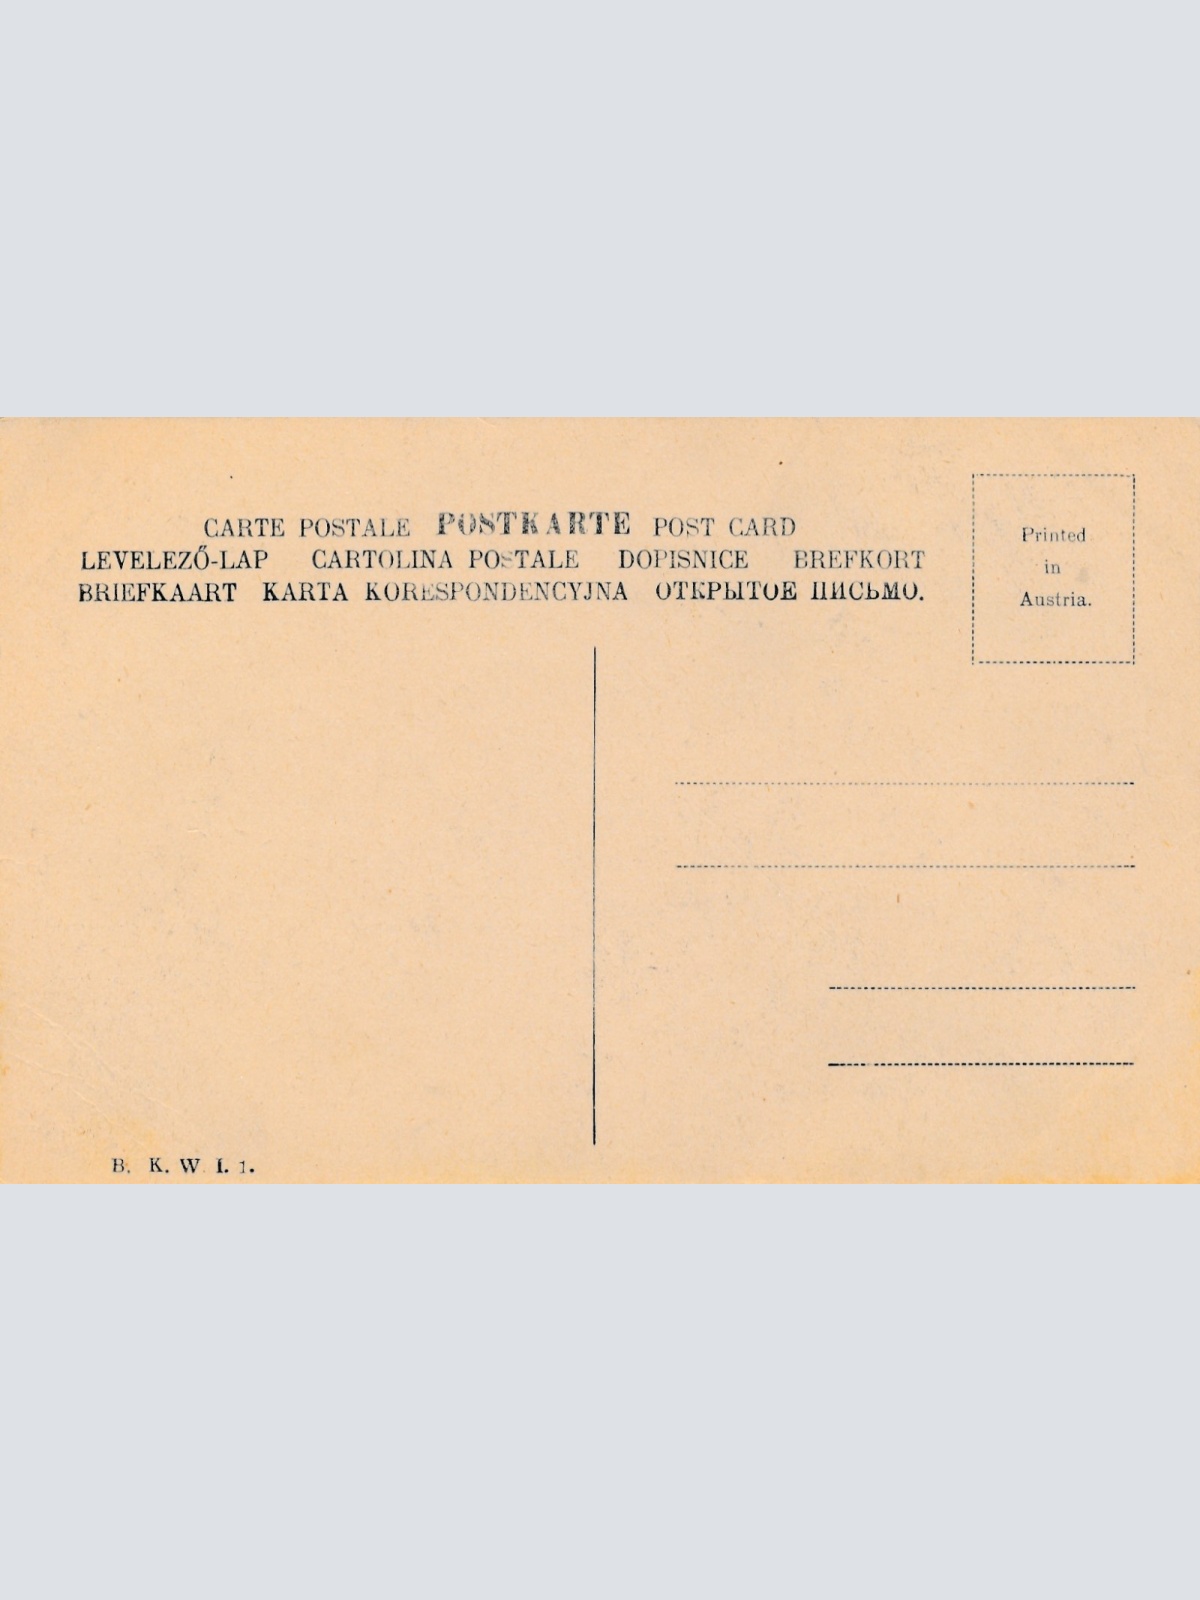 CARTE POSTALE POSTKARTE POST CARD
LEVELEZŐ-LAP CARTOLINA POSTALE DOPISNICE BREFKORT
BRIEFKAART KARTA KORESPONDENCYJNA ОТКРЫТОЕ ПИСЬМО.
Printed
in
Austria.
B. K. W. I. 1.